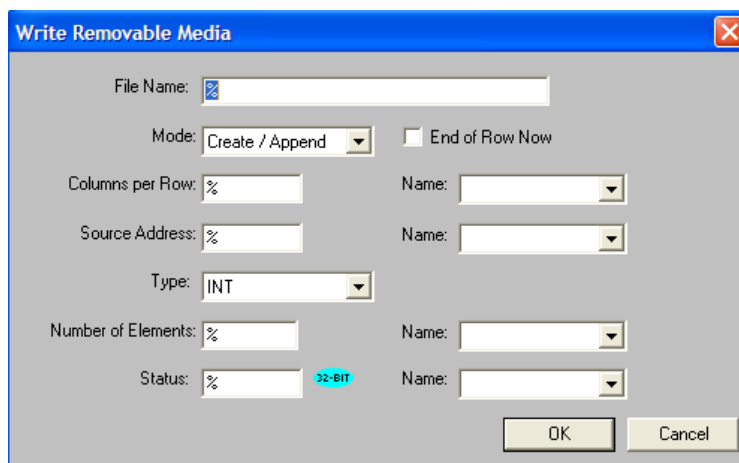 Write Removable Media
File Name: %
Mode: Create / Append End of Row Now
Columns per Row: % Name:
Source Address: % Name:
Type: INT
Number of Elements: % Name:
Status: % 32-BIT Name:
OK Cancel